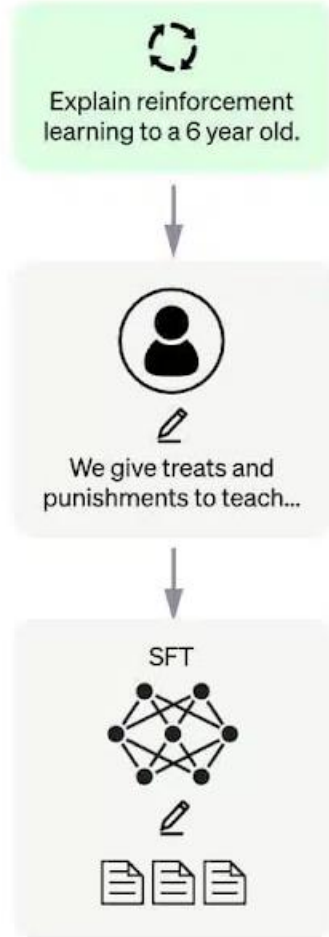 Explain reinforcement
learning to a 6 year old.
We give treats and
punishments to teach...
SFT